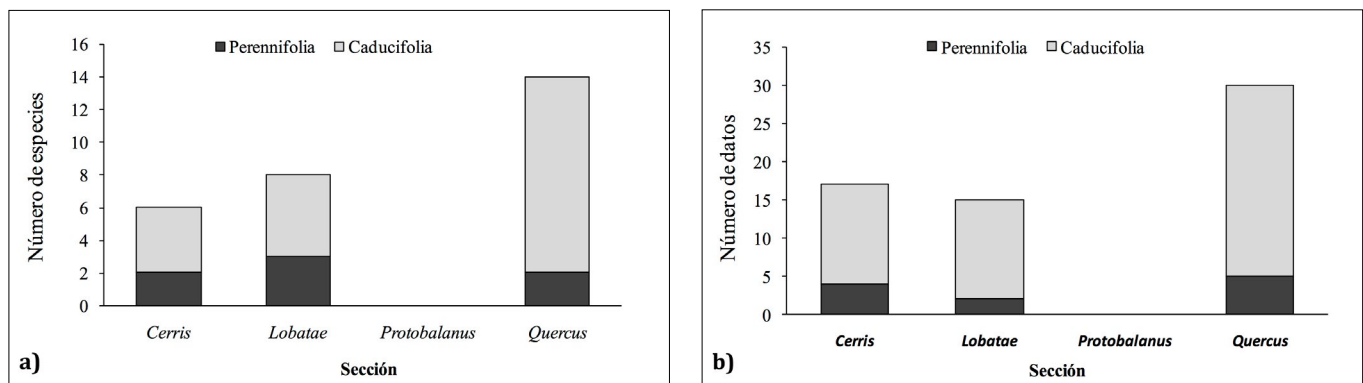 Perennifolia Caducifolia
Número de especies
16
14
12
10
8
6
4
2
0
Cerris Lobatae Protobalanus Quercus
Sección
a)
Perennifolia Caducifolia
Número de datos
35
30
25
20
15
10
5
0
Cerris Lobatae Protobalanus Quercus
Sección
b)